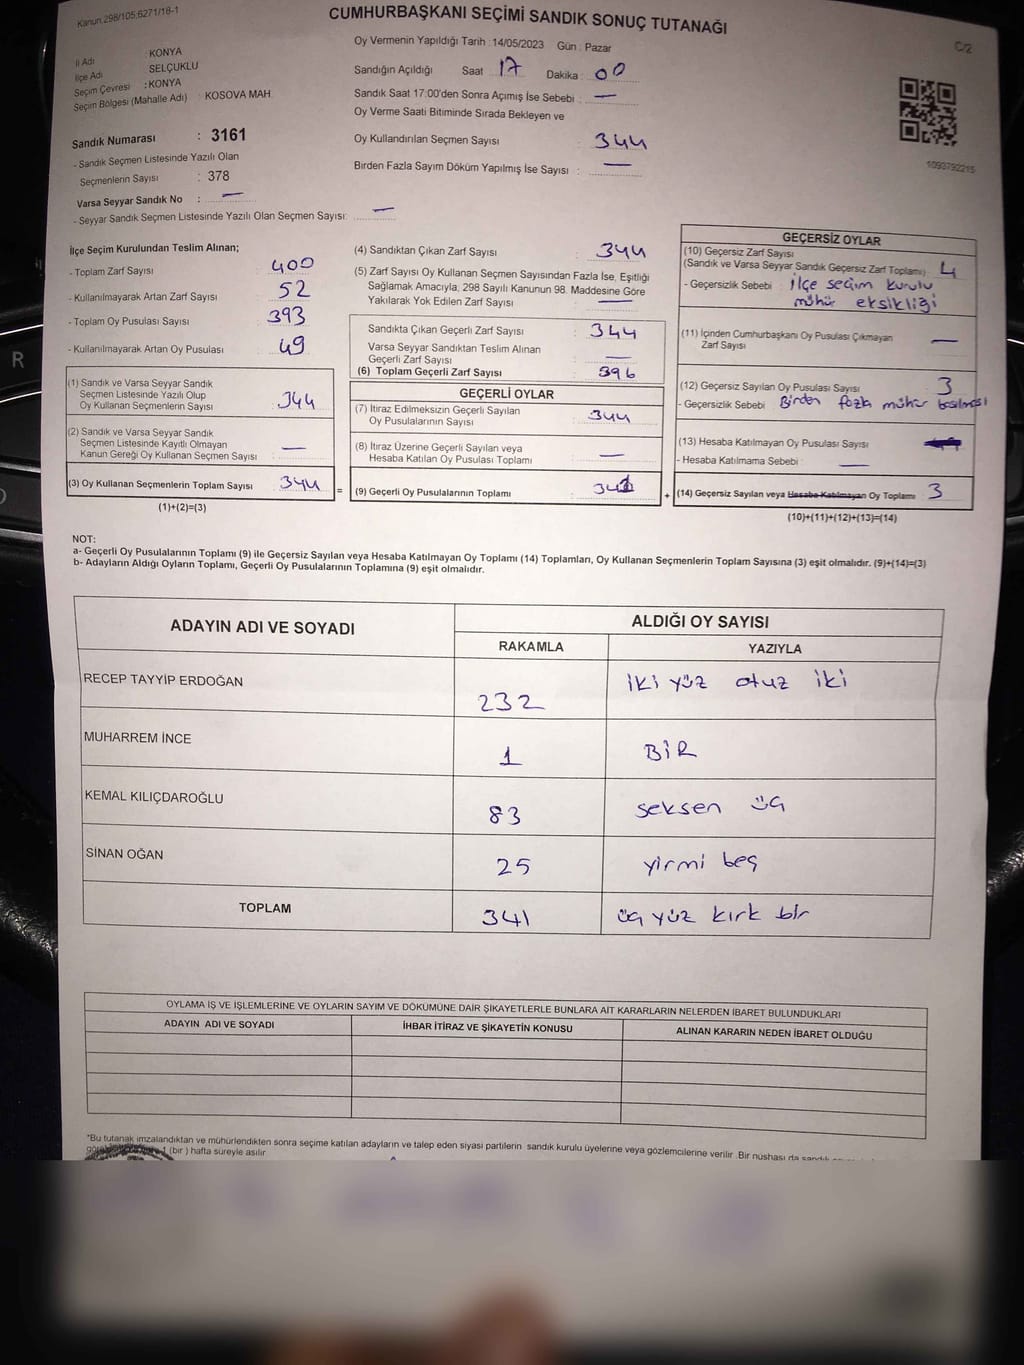 Kanun.298/105;6271/18-1
CUMHURBAŞKANI SEÇİMİ SANDIK SONUÇ TUTANAĞI
C/2
İl Adı KONYA
İlçe Adı SELÇUKLU
Seçim Çevresi : KONYA
Seçim Bölgesi (Mahalle Adı) : KOSOVA MAH.
Sandık Numarası : 3161
- Sandık Seçmen Listesinde Yazılı Olan
Seçmenlerin Sayısı : 378
Varsa Seyyar Sandık No : —
- Seyyar Sandık Seçmen Listesinde Yazılı Olan Seçmen Sayısı: —
Oy Vermenin Yapıldığı Tarih : 14/05/2023 Gün : Pazar
Sandığın Açıldığı Saat 17 Dakika : 00
Sandık Saat 17:00'den Sonra Açımış İse Sebebi : —
Oy Verme Saati Bitiminde Sırada Bekleyen ve
Oy Kullandırılan Seçmen Sayısı : 344
Birden Fazla Sayım Döküm Yapılmış İse Sayısı : —
1093792215
İlçe Seçim Kurulundan Teslim Alınan;
- Toplam Zarf Sayısı : 400
- Kullanılmayarak Artan Zarf Sayısı : 52
- Toplam Oy Pusulası Sayısı : 393
- Kullanılmayarak Artan Oy Pusulası : 49
(1) Sandık ve Varsa Seyyar Sandık
Seçmen Listesinde Yazılı Olup
Oy Kullanan Seçmenlerin Sayısı : 344
(2) Sandık ve Varsa Seyyar Sandık
Seçmen Listesinde Kayıtlı Olmayan
Kanun Gereği Oy Kullanan Seçmen Sayısı : —
(3) Oy Kullanan Seçmenlerin Toplam Sayısı 344
(1)+(2)=(3)
=
(4) Sandıktan Çıkan Zarf Sayısı : 344
(5) Zarf Sayısı Oy Kullanan Seçmen Sayısından Fazla İse, Eşitliği
Sağlamak Amacıyla; 298 Sayılı Kanunun 98. Maddesine Göre
Yakılarak Yok Edilen Zarf Sayısı : —
Sandıkta Çıkan Geçerli Zarf Sayısı : 344
Varsa Seyyar Sandıktan Teslim Alınan
Geçerli Zarf Sayısı : —
(6) Toplam Geçerli Zarf Sayısı : 396
GEÇERLİ OYLAR
(7) İtiraz Edilmeksizin Geçerli Sayılan
Oy Pusulalarının Sayısı : 344
(8) İtiraz Üzerine Geçerli Sayılan veya
Hesaba Katılan Oy Pusulası Toplamı : —
(9) Geçerli Oy Pusulalarının Toplamı : 341
+
GEÇERSİZ OYLAR
(10) Geçersiz Zarf Sayısı
(Sandık ve Varsa Seyyar Sandık Geçersiz Zarf Toplamı) : 4
- Geçersizlik Sebebi : ilçe seçim kurulu
mühür eksikliği
(11) İçinden Cumhurbaşkanı Oy Pusulası Çıkmayan
Zarf Sayısı —
(12) Geçersiz Sayılan Oy Pusulası Sayısı : 3
- Geçersizlik Sebebi Birden fazla mühür basılması
(13) Hesaba Katılmayan Oy Pusulası Sayısı
- Hesaba Katılmama Sebebi : —
(14) Geçersiz Sayılan veya Hesaba Katılmayan Oy Toplamı 3
(10)+(11)+(12)+(13)=(14)
NOT:
a- Geçerli Oy Pusulalarının Toplamı (9) ile Geçersiz Sayılan veya Hesaba Katılmayan Oy Toplamı (14) Toplamları, Oy Kullanan Seçmenlerin Toplam Sayısına (3) eşit olmalıdır. (9)+(14)=(3)
b- Adayların Aldığı Oyların Toplamı, Geçerli Oy Pusulalarının Toplamına (9) eşit olmalıdır.
ADAYIN ADI VE SOYADI ALDIĞI OY SAYISI
RAKAMLA YAZIYLA
RECEP TAYYİP ERDOĞAN 232 iki yüz otuz iki
MUHARREM İNCE 1 BİR
KEMAL KILIÇDAROĞLU 83 seksen üç
SİNAN OĞAN 25 yirmi beş
TOPLAM 341 üç yüz kırk bir
OYLAMA İŞ VE İŞLEMLERİNE VE OYLARIN SAYIM VE DÖKÜMÜNE DAİR ŞİKAYETLERLE BUNLARA AİT KARARLARIN NELERDEN İBARET BULUNDUKLARI
ADAYIN ADI VE SOYADI İHBAR İTİRAZ VE ŞİKAYETİN KONUSU ALINAN KARARIN NEDEN İBARET OLDUĞU
*Bu tutanak imzalandıktan ve mühürlendikten sonra seçime katılan adayların ve talep eden siyasi partilerin sandık kurulu üyelerine veya gözlemcilerine verilir. Bir nüshası da
(bir) hafta süreyle asılır.
R